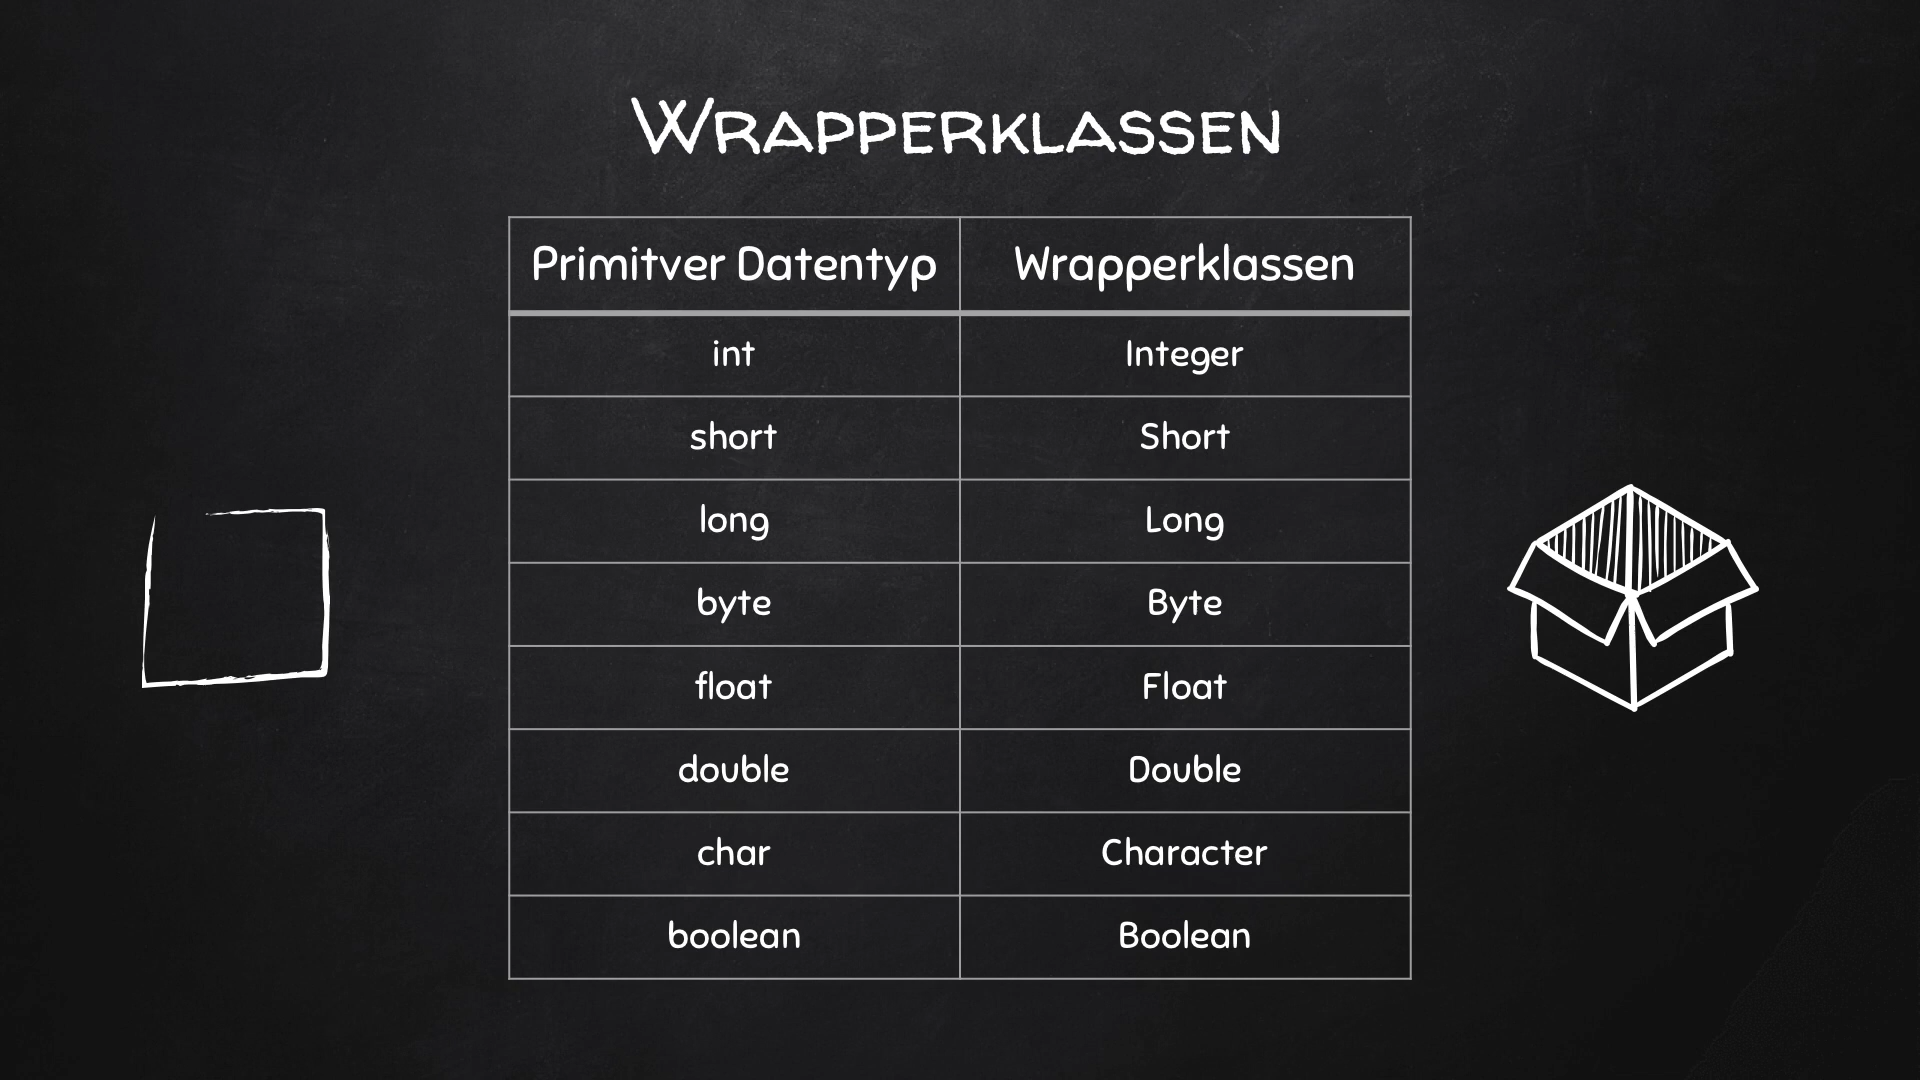 Wrapperklassen
Primitver Datentyp Wrapperklassen
int Integer
short Short
long Long
byte Byte
float Float
double Double
char Character
boolean Boolean